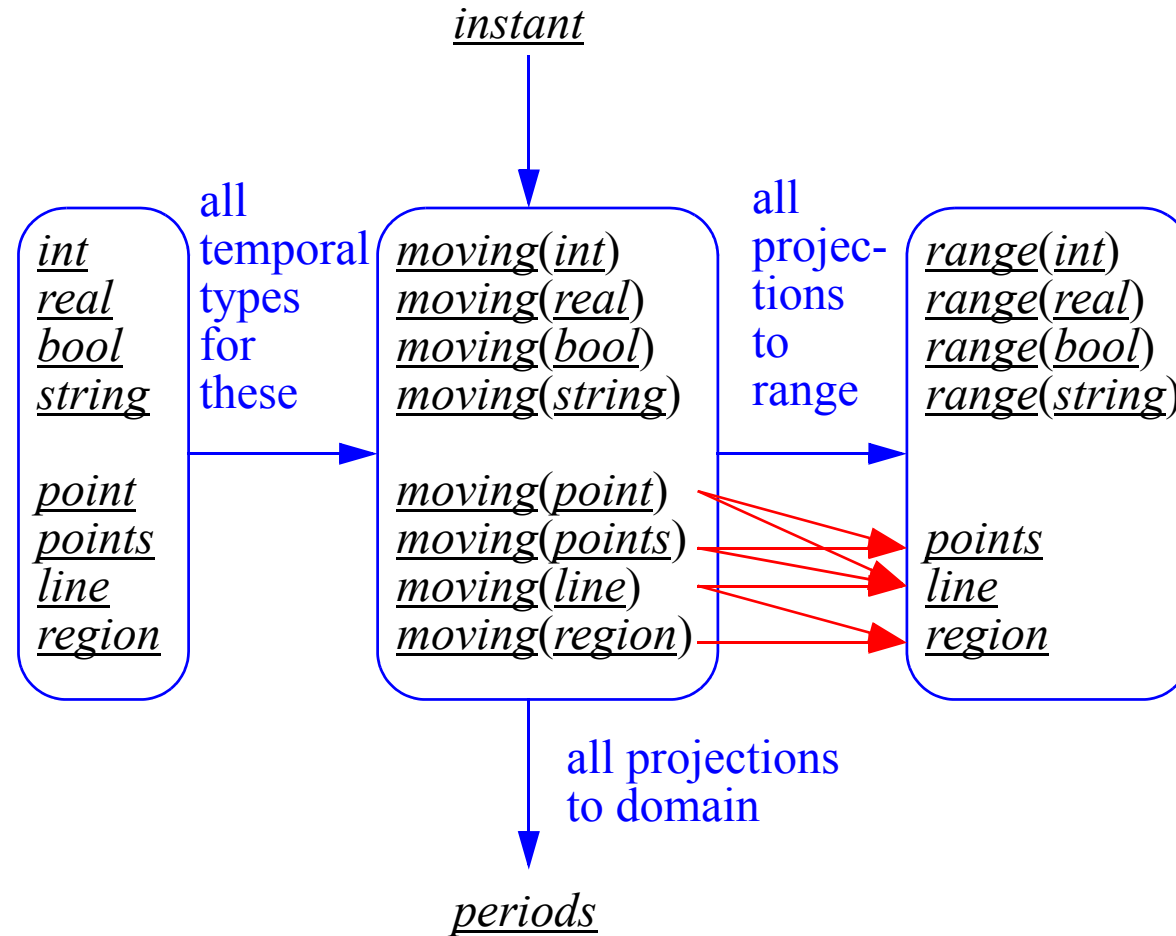 instant
int
real
bool
string
point
points
line
region
all
temporal
types
for
these
moving(int)
moving(real)
moving(bool)
moving(string)
moving(point)
moving(points)
moving(line)
moving(region)
all
projec-
tions
to
range
range(int)
range(real)
range(bool)
range(string)
points
line
region
all projections
to domain
periods